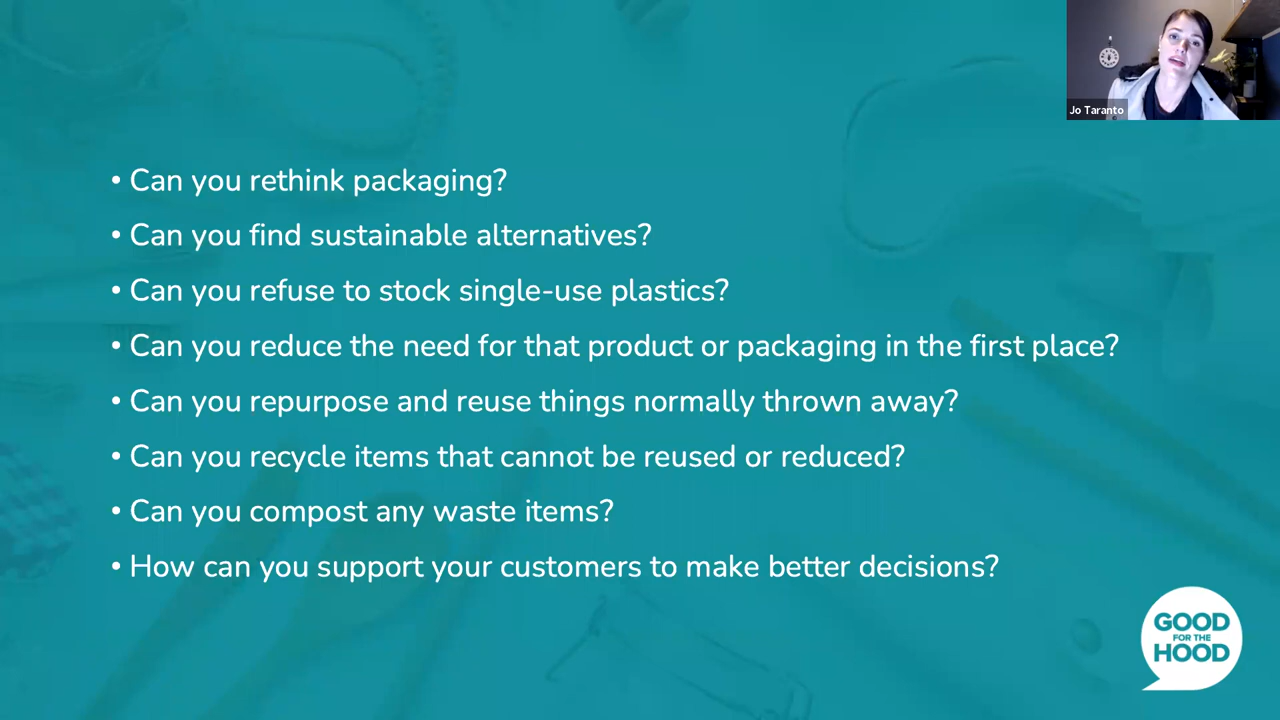 Jo Taranto
• Can you rethink packaging?
• Can you find sustainable alternatives?
• Can you refuse to stock single-use plastics?
• Can you reduce the need for that product or packaging in the first place?
• Can you repurpose and reuse things normally thrown away?
• Can you recycle items that cannot be reused or reduced?
• Can you compost any waste items?
• How can you support your customers to make better decisions?
GOOD
FOR THE
HOOD